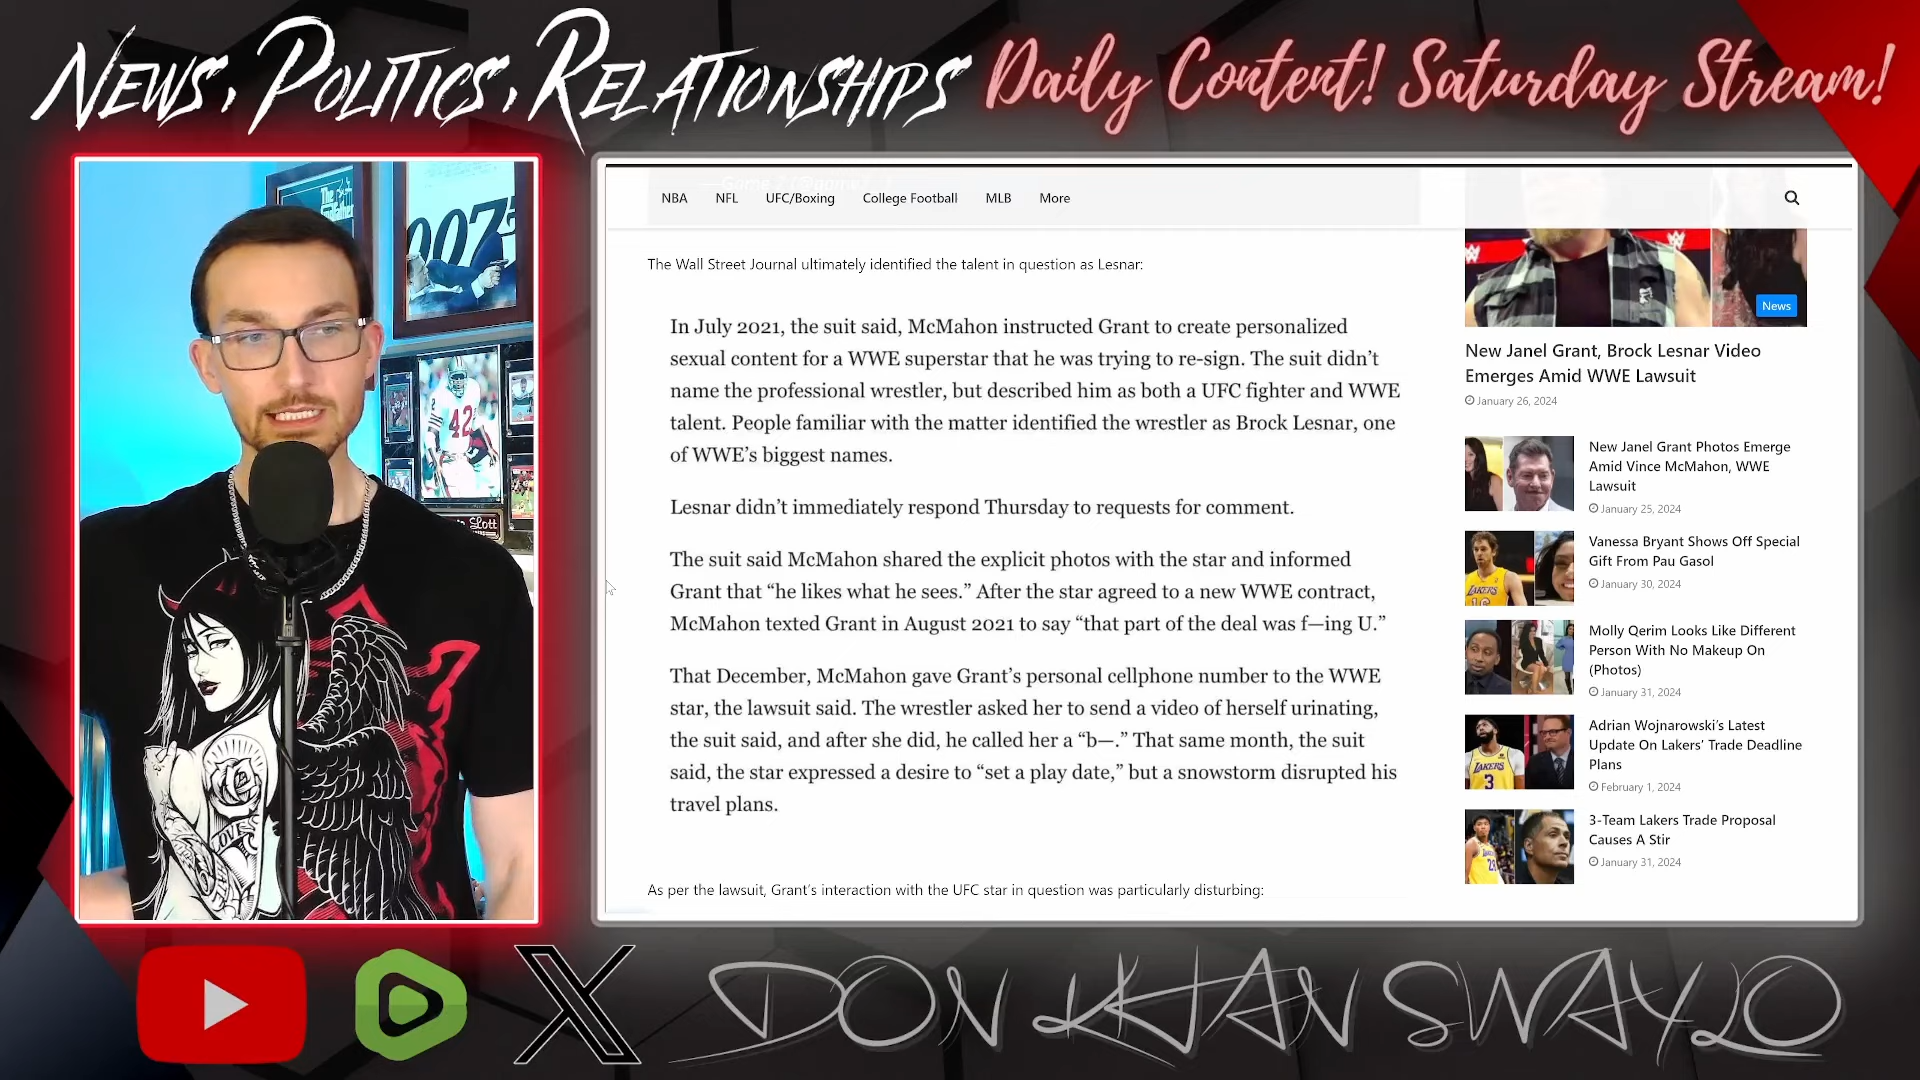 NEWS, POLITICS, RELATIONSHIPS Daily Content! Saturday Stream!
The
007
42
Lott
NBA NFL UFC/Boxing College Football MLB More
The Wall Street Journal ultimately identified the talent in question as Lesnar:
In July 2021, the suit said, McMahon instructed Grant to create personalized
sexual content for a WWE superstar that he was trying to re-sign. The suit didn’t
name the professional wrestler, but described him as both a UFC fighter and WWE
talent. People familiar with the matter identified the wrestler as Brock Lesnar, one
of WWE’s biggest names.
Lesnar didn’t immediately respond Thursday to requests for comment.
The suit said McMahon shared the explicit photos with the star and informed
Grant that “he likes what he sees.” After the star agreed to a new WWE contract,
McMahon texted Grant in August 2021 to say “that part of the deal was f—ing U.”
That December, McMahon gave Grant’s personal cellphone number to the WWE
star, the lawsuit said. The wrestler asked her to send a video of herself urinating,
the suit said, and after she did, he called her a “b—.” That same month, the suit
said, the star expressed a desire to “set a play date,” but a snowstorm disrupted his
travel plans.
As per the lawsuit, Grant’s interaction with the UFC star in question was particularly disturbing:
News
New Janel Grant, Brock Lesnar Video
Emerges Amid WWE Lawsuit
January 26, 2024
New Janel Grant Photos Emerge
Amid Vince McMahon, WWE
Lawsuit
January 25, 2024
Vanessa Bryant Shows Off Special
Gift From Pau Gasol
January 30, 2024
Molly Qerim Looks Like Different
Person With No Makeup On
(Photos)
January 31, 2024
Adrian Wojnarowski’s Latest
Update On Lakers’ Trade Deadline
Plans
February 1, 2024
3-Team Lakers Trade Proposal
Causes A Stir
January 31, 2024
DON KHAN SWAYLO